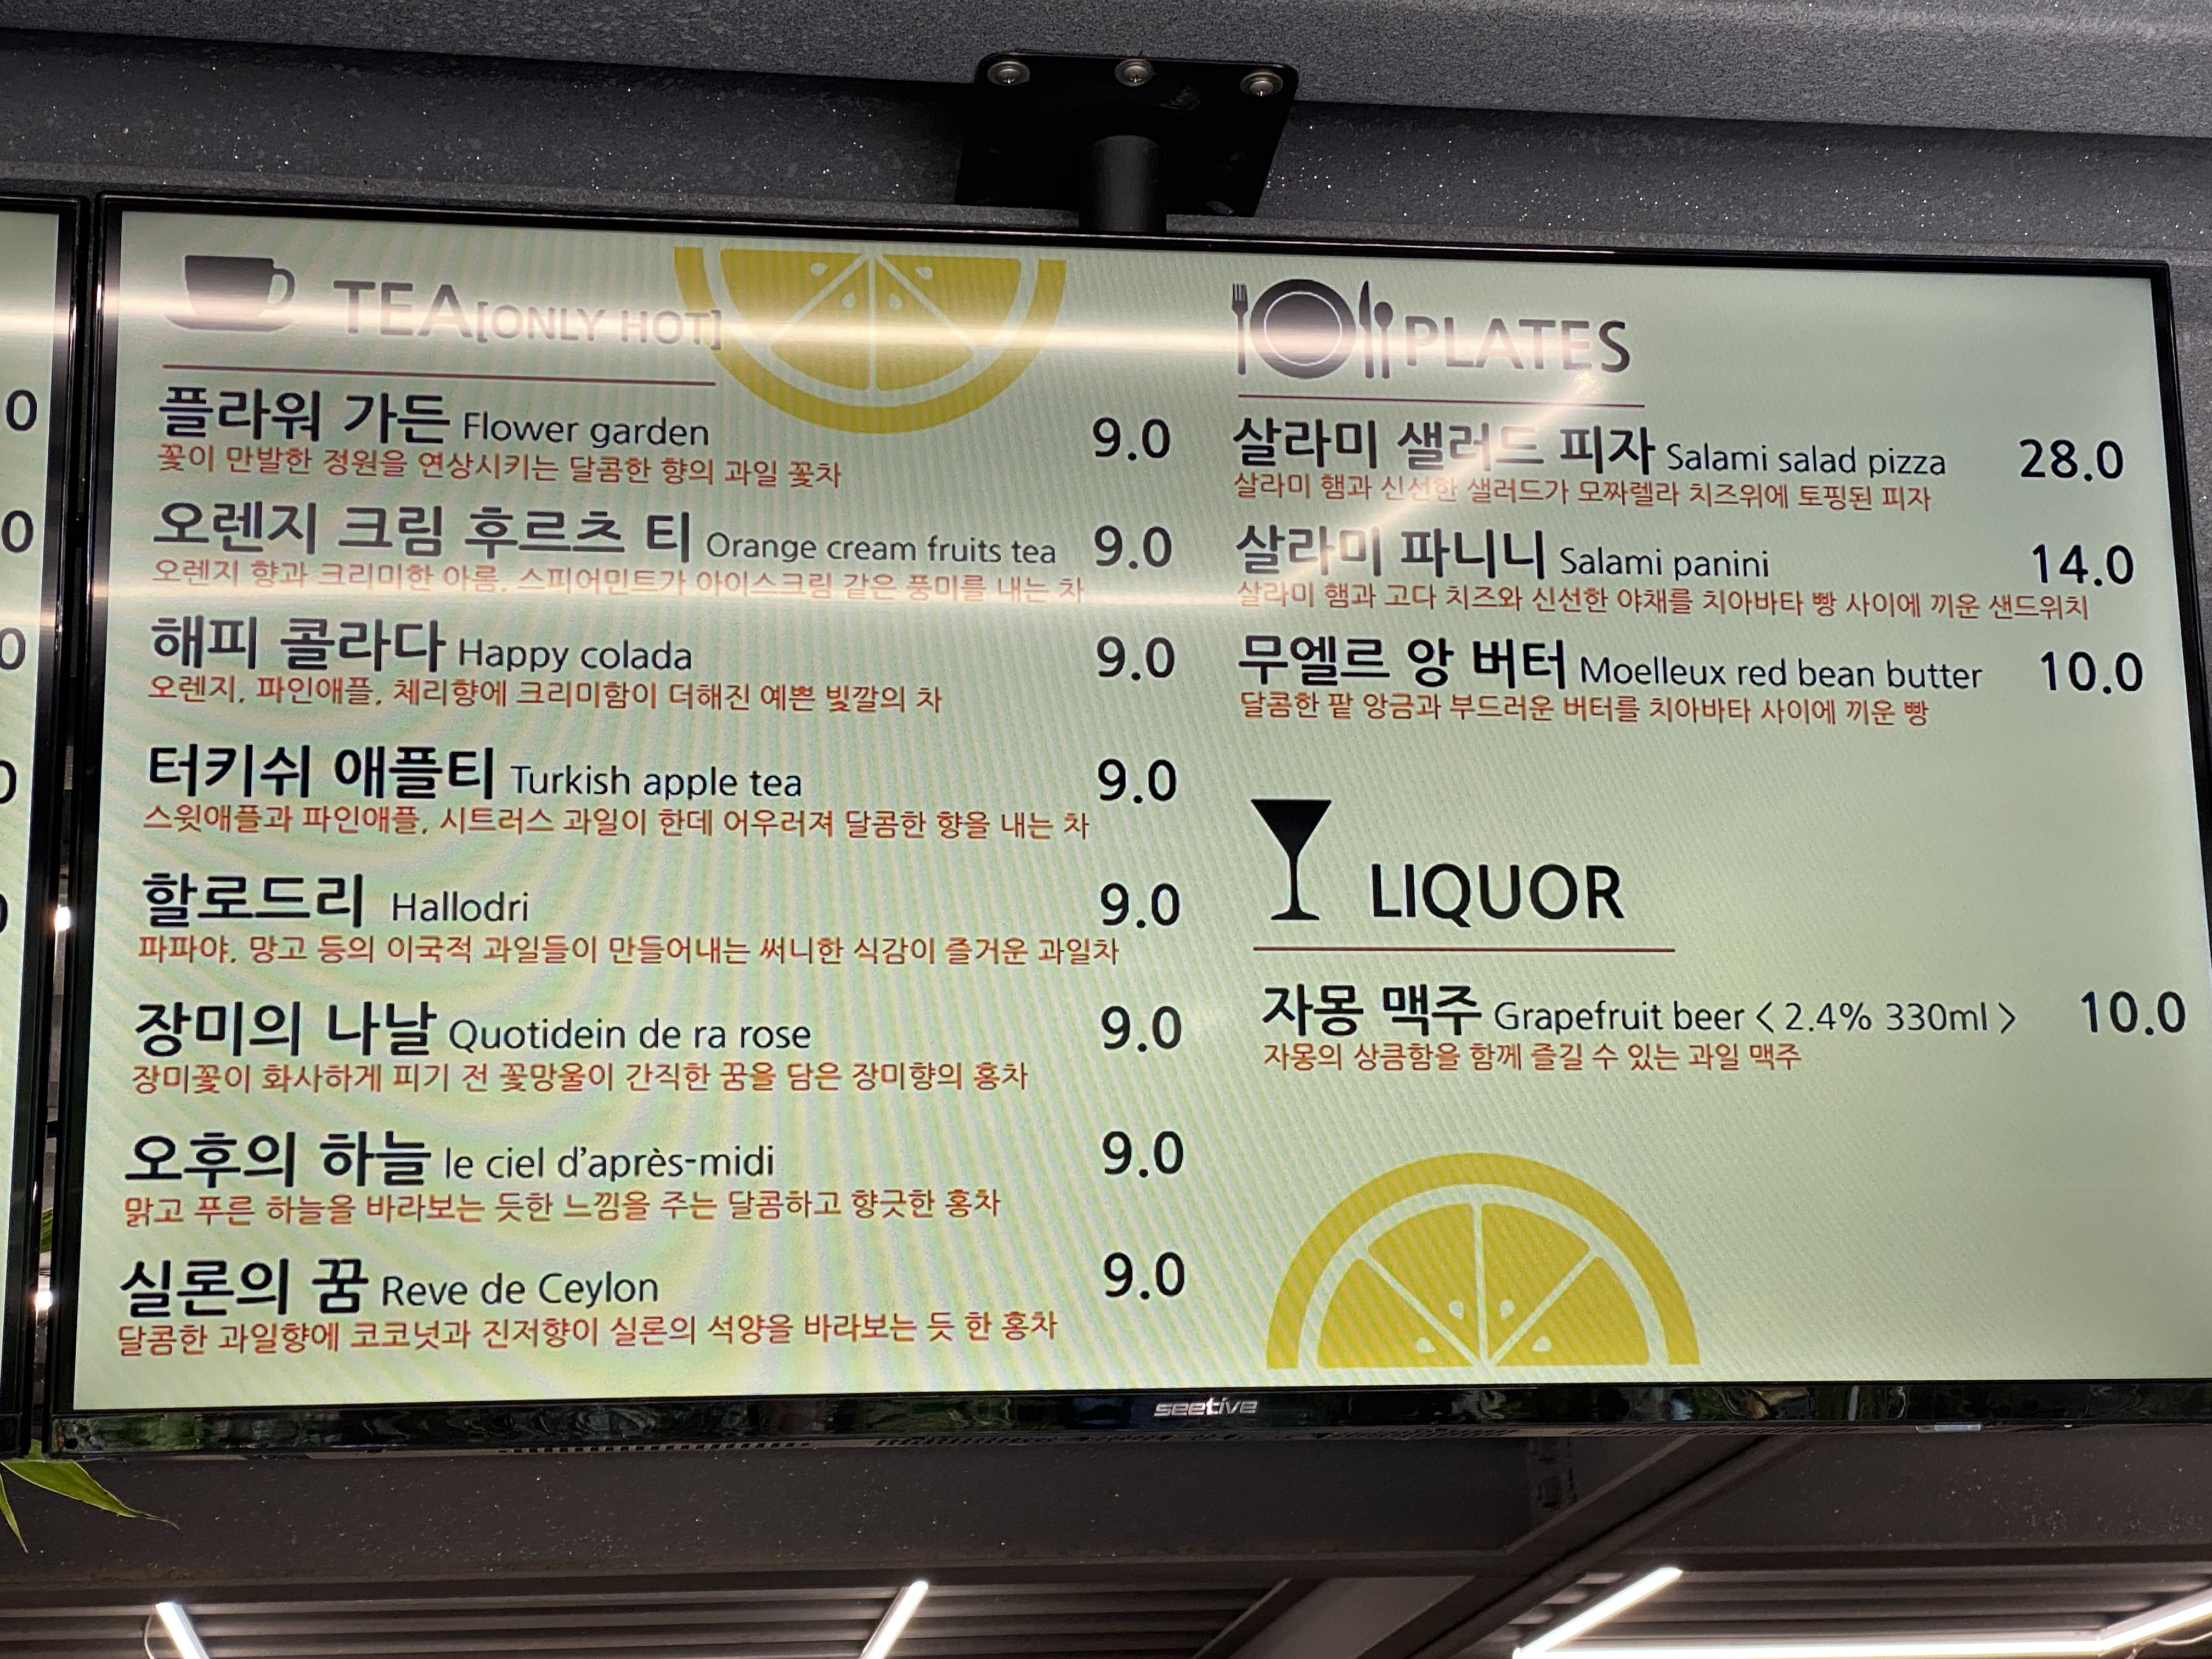 TEA[ONLY HOT]
플라워 가든 Flower garden 9.0
꽃이 만발한 정원을 연상시키는 달콤한 향의 과일 꽃차
오렌지 크림 후르츠 티 Orange cream fruits tea 9.0
오렌지 향과 크리미한 아롬, 스피어민트가 아이스크림 같은 풍미를 내는 차
해피 콜라다 Happy colada 9.0
오렌지, 파인애플, 체리향에 크리미함이 더해진 예쁜 빛깔의 차
터키쉬 애플티 Turkish apple tea 9.0
스윗애플과 파인애플, 시트러스 과일이 한데 어우러져 달콤한 향을 내는 차
할로드리 Hallodri 9.0
파파야, 망고 등의 이국적 과일들이 만들어내는 써니한 식감이 즐거운 과일차
장미의 나날 Quotidein de ra rose 9.0
장미꽃이 화사하게 피기 전 꽃망울이 간직한 꿈을 담은 장미향의 홍차
오후의 하늘 le ciel d'après-midi 9.0
맑고 푸른 하늘을 바라보는 듯한 느낌을 주는 달콤하고 향긋한 홍차
실론의 꿈 Reve de Ceylon 9.0
달콤한 과일향에 코코넛과 진저향이 실론의 석양을 바라보는 듯 한 홍차
PLATES
살라미 샐러드 피자 Salami salad pizza 28.0
살라미 햄과 신선한 샐러드가 모짜렐라 치즈위에 토핑된 피자
살라미 파니니 Salami panini 14.0
살라미 햄과 고다 치즈와 신선한 야채를 치아바타 빵 사이에 끼운 샌드위치
무엘르 앙 버터 Moelleux red bean butter 10.0
달콤한 팥 앙금과 부드러운 버터를 치아바타 사이에 끼운 빵
LIQUOR
자몽 맥주 Grapefruit beer < 2.4% 330ml > 10.0
자몽의 상큼함을 함께 즐길 수 있는 과일 맥주
seetive